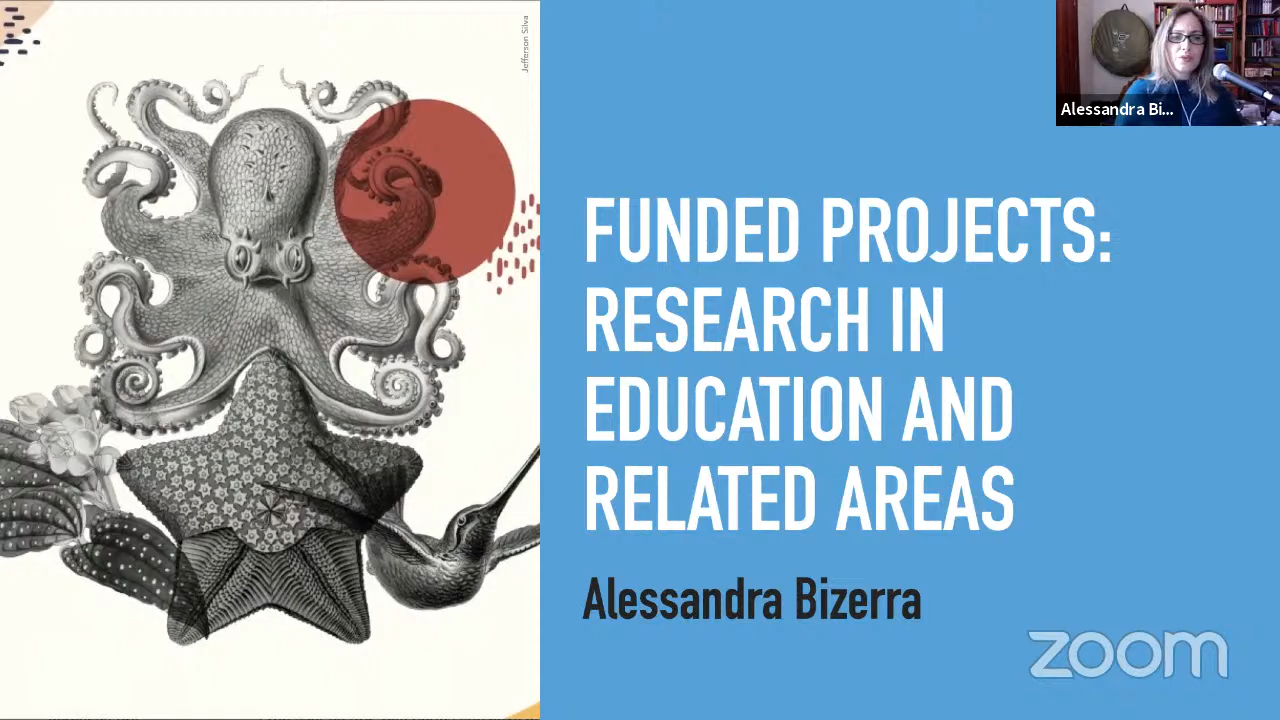 Jefferson Silva
Alessandra Bi...
FUNDED PROJECTS:
RESEARCH IN
EDUCATION AND
RELATED AREAS
Alessandra Bizerra
zoom